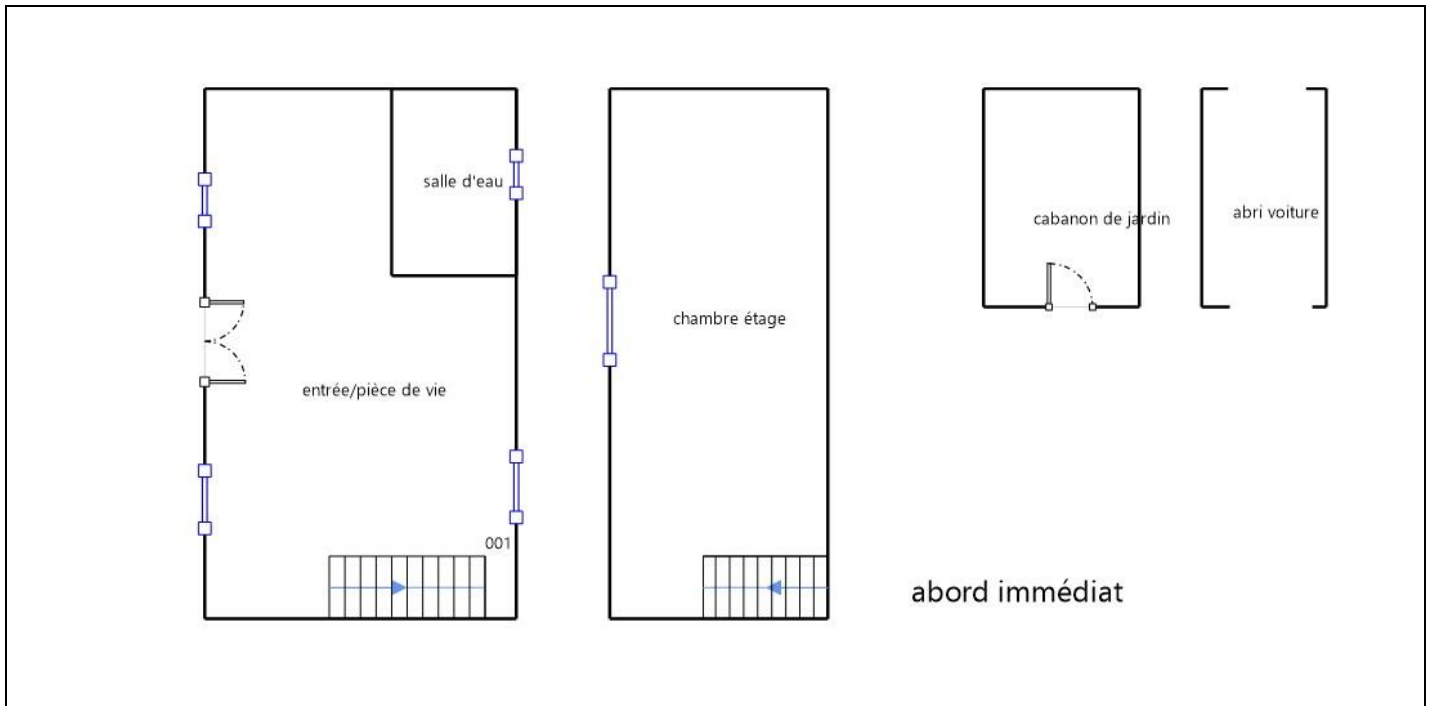 salle d'eau
cabanon de jardin
abri voiture
chambre étage
entrée/pièce de vie
001
abord immédiat